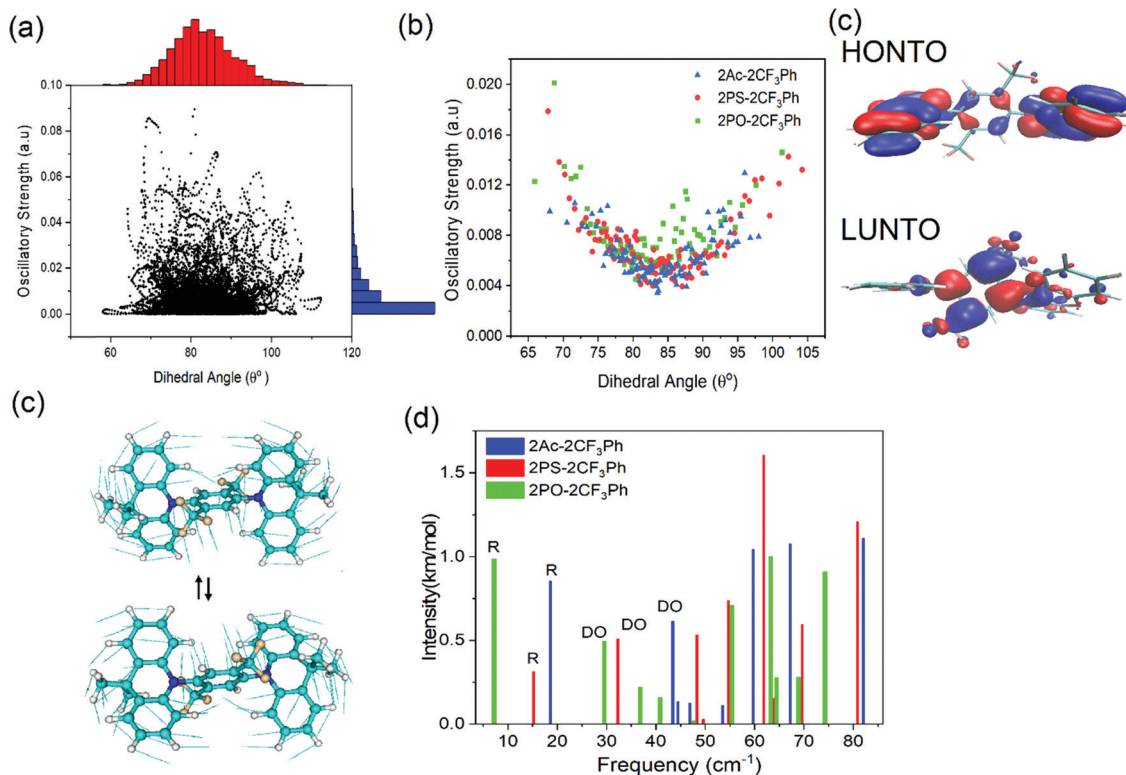 (a)
Oscillatory Strength (a.u)
0.10
0.08
0.06
0.04
0.02
0.00
60 80 100 120
Dihedral Angle (θ°)
(b)
Oscillatory Strength (a.u)
0.020
0.016
0.012
0.008
0.004
0.000
2Ac-2CF₃Ph
2PS-2CF₃Ph
2PO-2CF₃Ph
65 70 75 80 85 90 95 100 105
Dihedral Angle (θ°)
(c)
HONTO
LUNTO
(c)
(d)
Intensity(km/mol)
1.5
1.0
0.5
0.0
2Ac-2CF₃Ph
2PS-2CF₃Ph
2PO-2CF₃Ph
R
R
R
DO
DO
DO
10 20 30 40 50 60 70 80
Frequency (cm⁻¹)